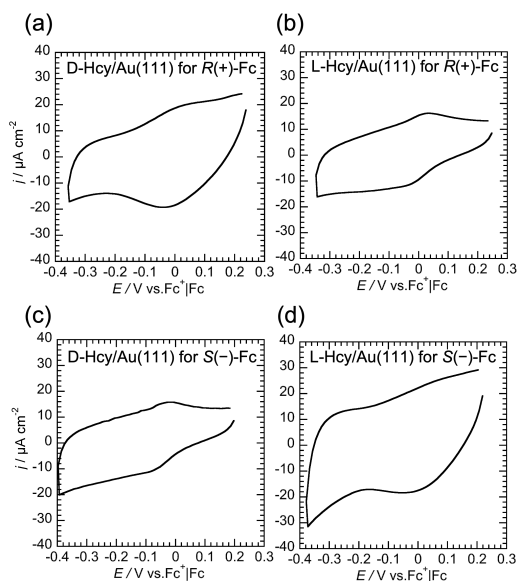 (a)
D-Hcy/Au(111) for R(+)-Fc
40
30
20
10
0
-10
-20
-30
-40
j / μA cm⁻²
-0.4 -0.3 -0.2 -0.1 0 0.1 0.2 0.3
E / V vs.Fc⁺|Fc
(b)
L-Hcy/Au(111) for R(+)-Fc
40
30
20
10
0
-10
-20
-30
-40
-0.4 -0.3 -0.2 -0.1 0 0.1 0.2 0.3
E / V vs.Fc⁺|Fc
(c)
D-Hcy/Au(111) for S(−)-Fc
40
30
20
10
0
-10
-20
-30
-40
j / μA cm⁻²
-0.4 -0.3 -0.2 -0.1 0 0.1 0.2 0.3
E / V vs.Fc⁺|Fc
(d)
L-Hcy/Au(111) for S(−)-Fc
40
30
20
10
0
-10
-20
-30
-40
-0.4 -0.3 -0.2 -0.1 0 0.1 0.2 0.3
E / V vs.Fc⁺|Fc